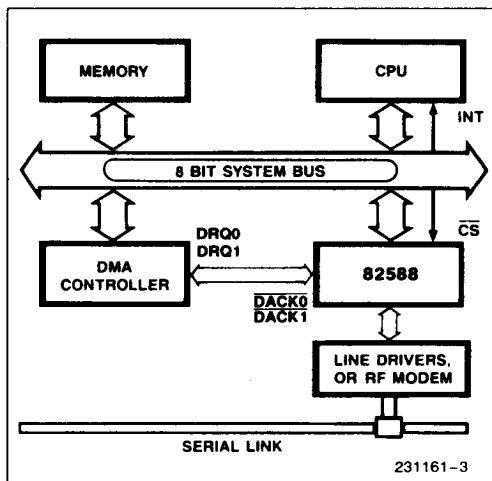 MEMORY
CPU
INT
8 BIT SYSTEM BUS
DRQ0
DRQ1
CS
DMA
CONTROLLER
82588
DACK0
DACK1
LINE DRIVERS,
OR RF MODEM
SERIAL LINK
231161-3